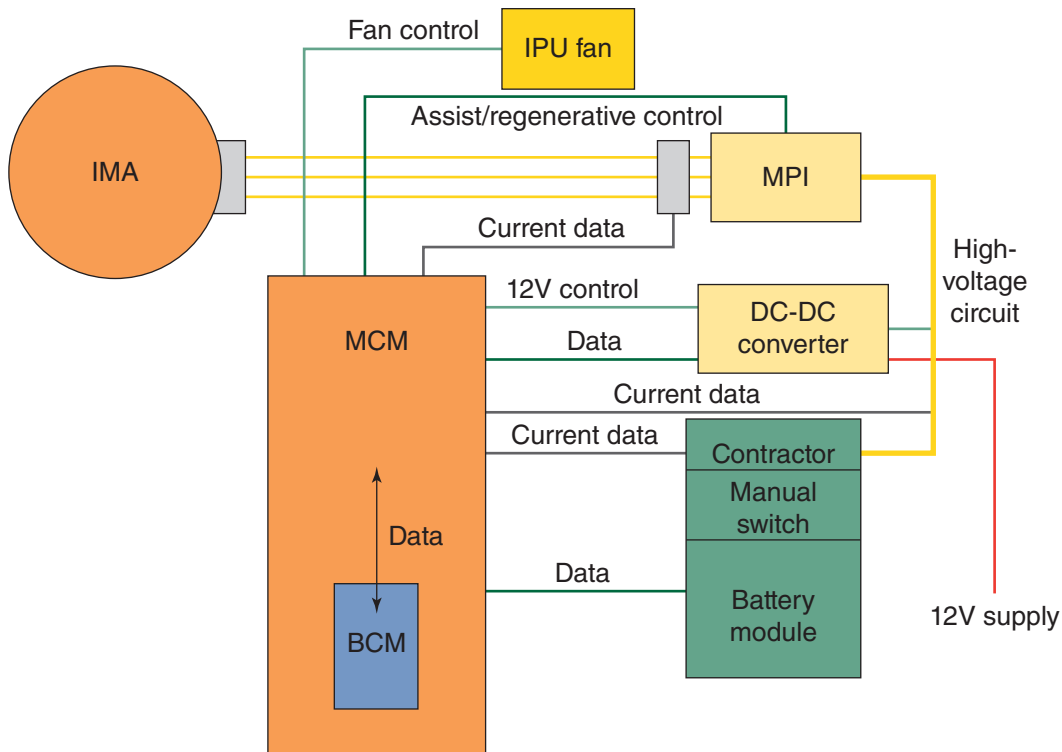 Fan control
IPU fan
Assist/regenerative control
IMA
MPI
Current data
High-
voltage
circuit
12V control
DC-DC
converter
MCM
Data
Current data
Current data
Contractor
Manual
switch
Data
Data
Battery
module
12V supply
BCM